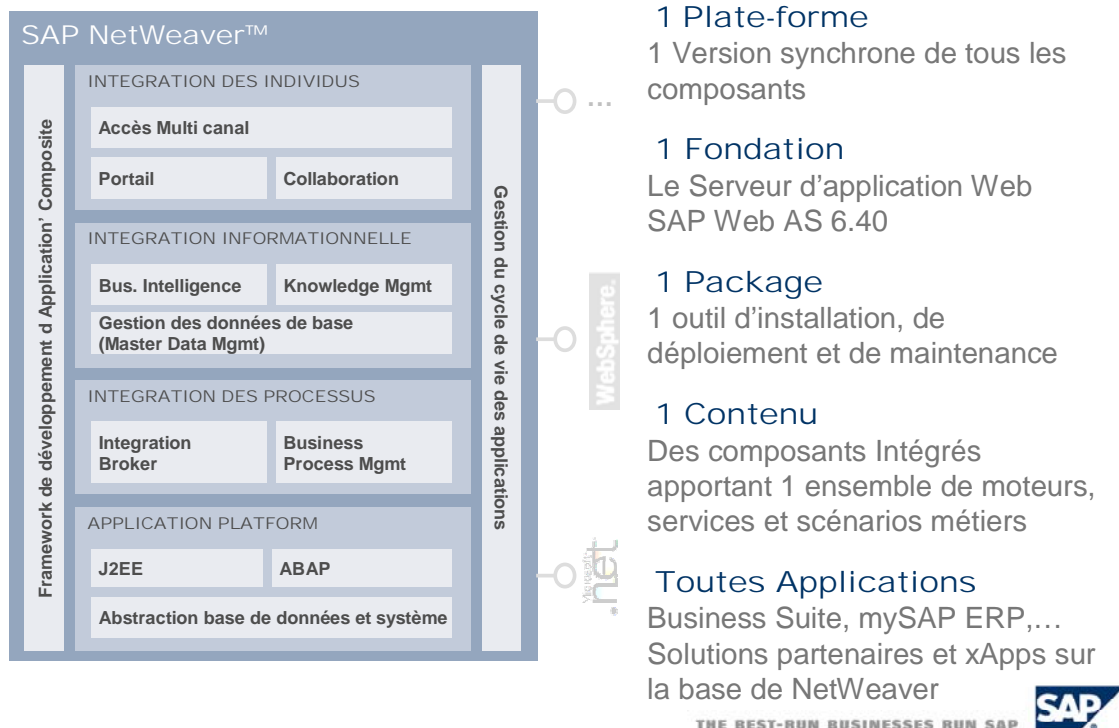 SAP NetWeaver™
Framework de développement d Application’ Composite
INTEGRATION DES INDIVIDUS
Accès Multi canal
Portail
Collaboration
INTEGRATION INFORMATIONNELLE
Bus. Intelligence
Knowledge Mgmt
Gestion des données de base
(Master Data Mgmt)
INTEGRATION DES PROCESSUS
Integration
Broker
Business
Process Mgmt
APPLICATION PLATFORM
J2EE
ABAP
Abstraction base de données et système
Gestion du cycle de vie des applications
...
WebSphere.
Microsoft
.net
1 Plate-forme
1 Version synchrone de tous les
composants
1 Fondation
Le Serveur d’application Web
SAP Web AS 6.40
1 Package
1 outil d’installation, de
déploiement et de maintenance
1 Contenu
Des composants Intégrés
apportant 1 ensemble de moteurs,
services et scénarios métiers
Toutes Applications
Business Suite, mySAP ERP,…
Solutions partenaires et xApps sur
la base de NetWeaver
THE BEST-RUN BUSINESSES RUN SAP
SAP